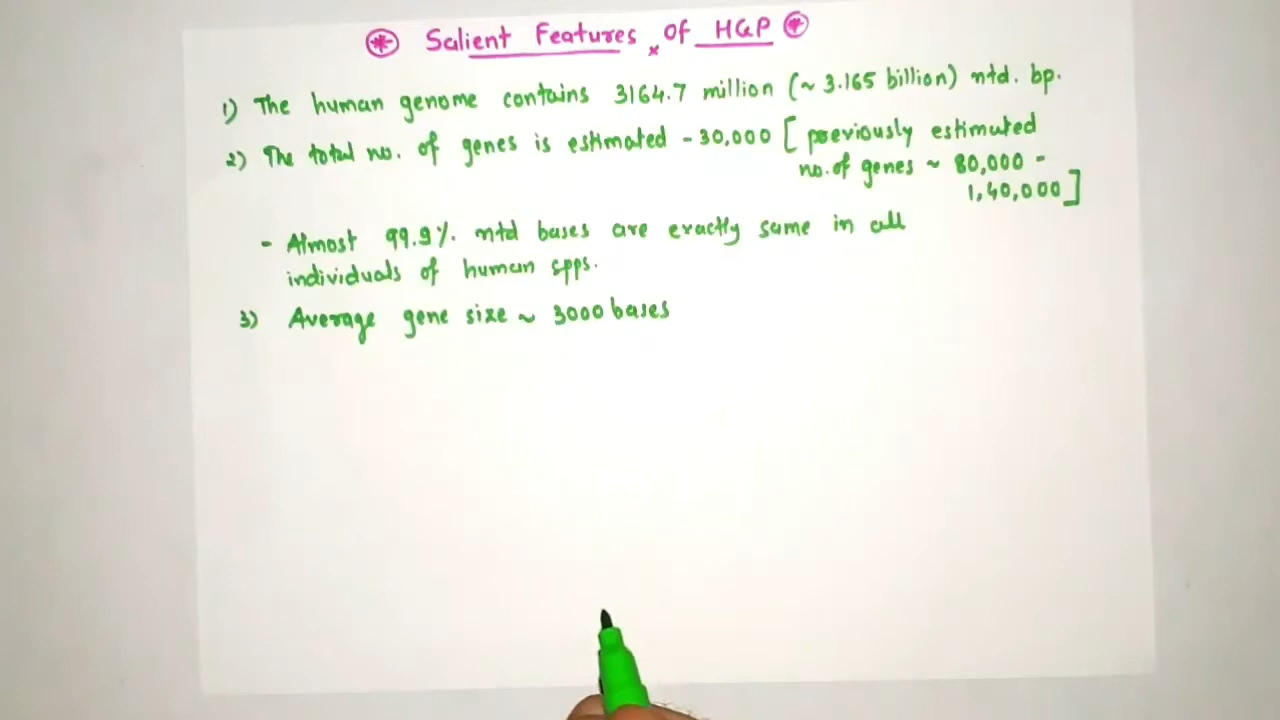 Salient Features of HGP
1) The human genome contains 3164.7 million (~ 3.165 billion) ntd. bp.
2) The total no. of genes is estimated - 30,000 [ previously estimated
no. of genes ~ 80,000 -
1,40,000 ]
- Almost 99.9% ntd bases are exactly same in all
individuals of human spps.
3) Average gene size ~ 3000 bases